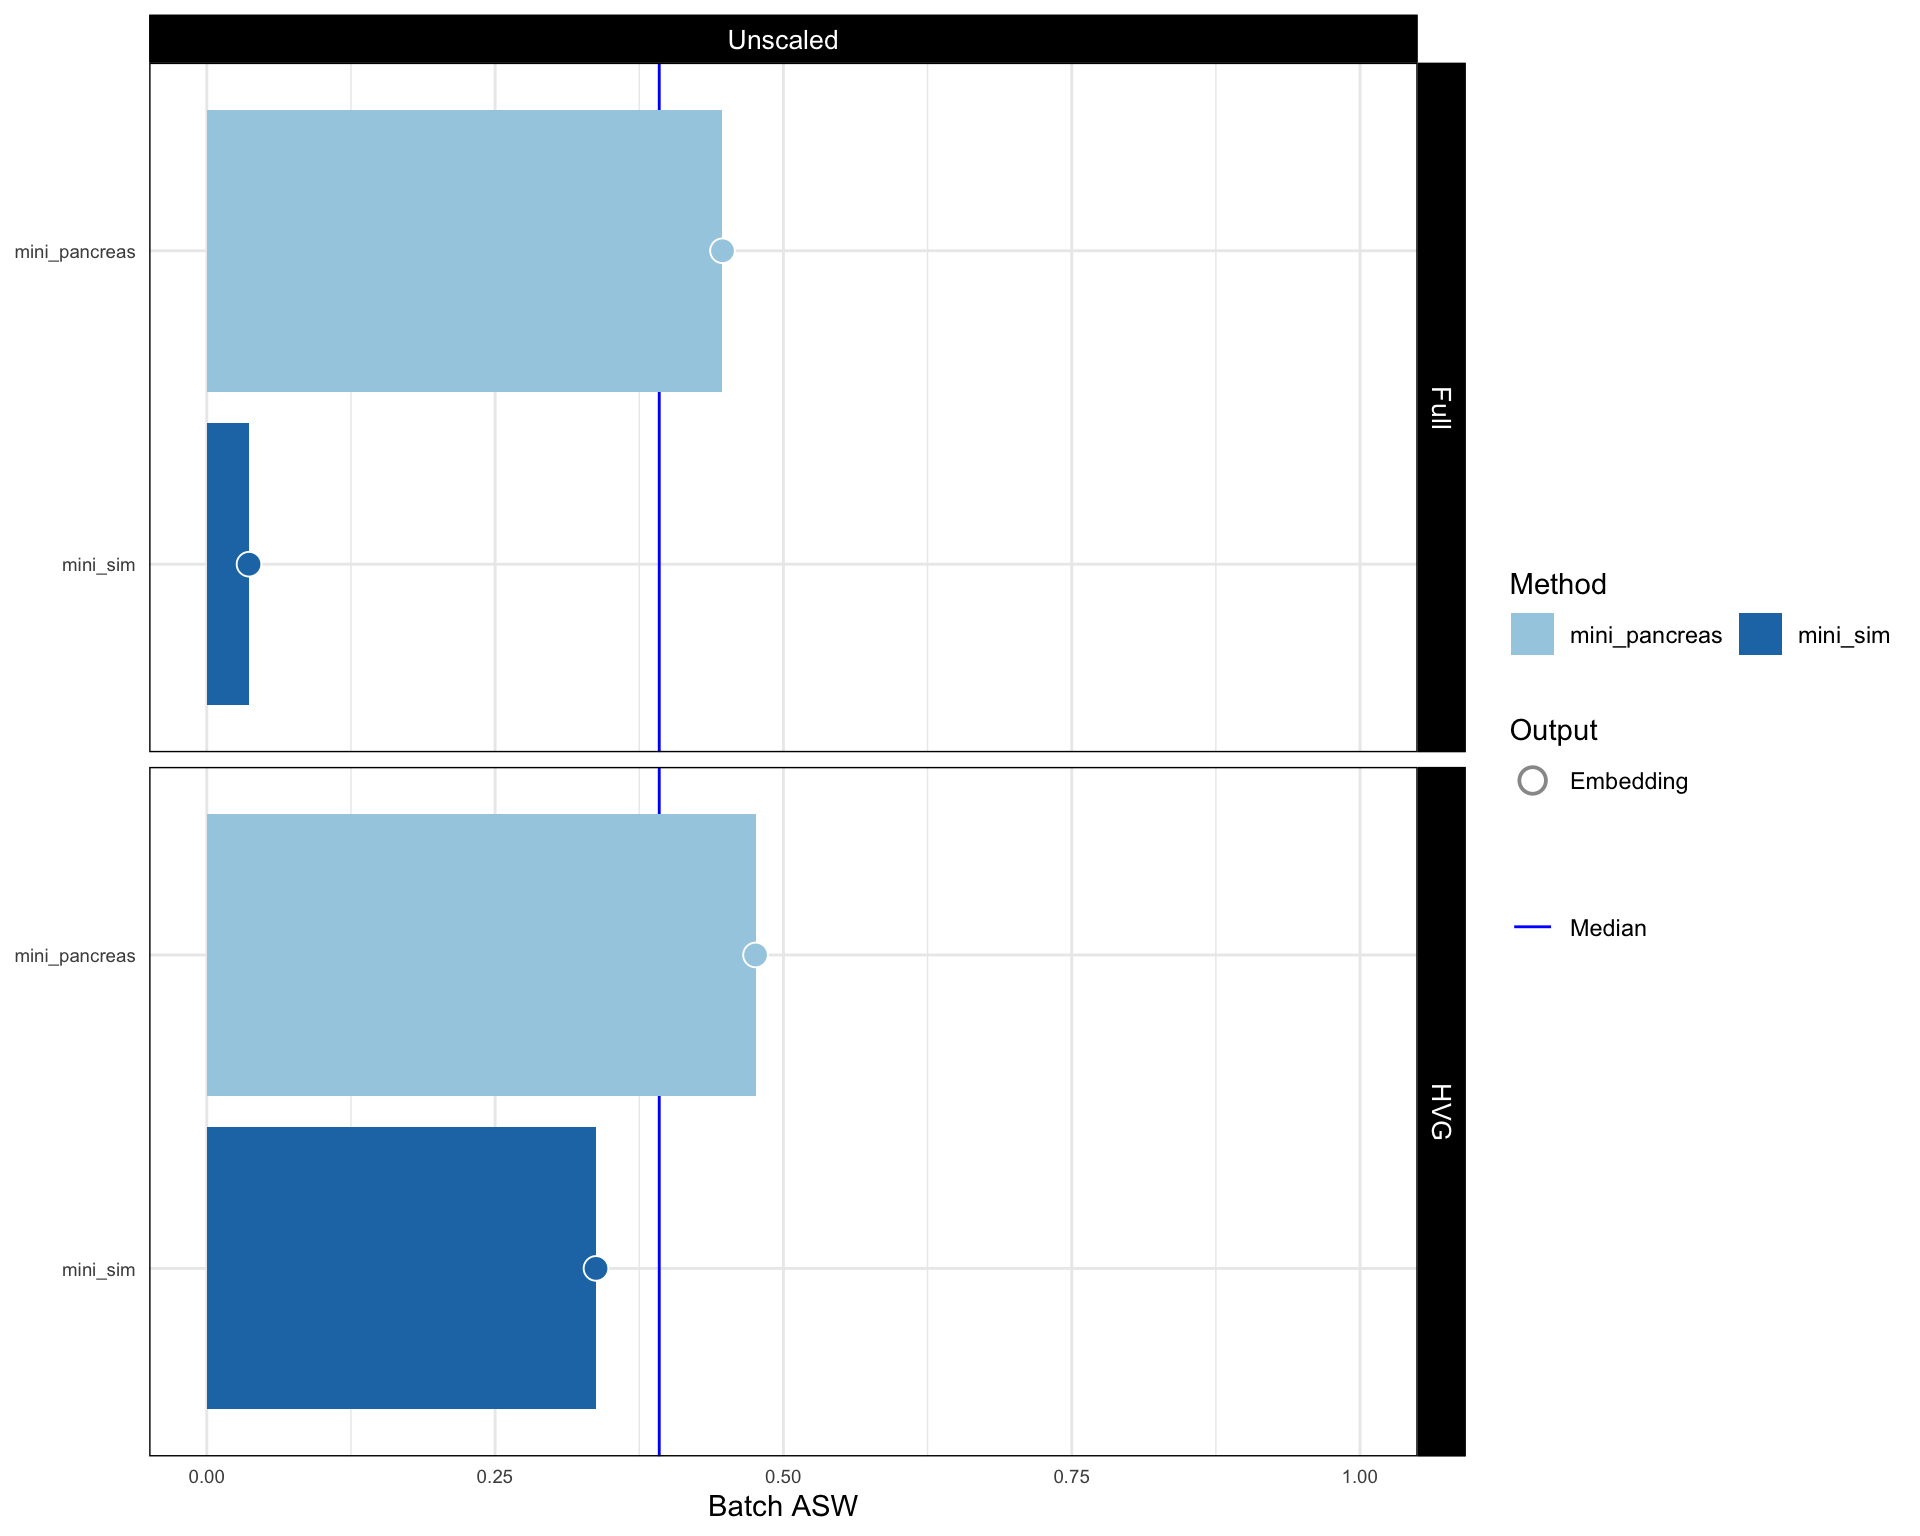 Unscaled
mini_pancreas
mini_sim
Full
mini_pancreas
mini_sim
HVG
0.00 0.25 0.50 0.75 1.00
Batch ASW
Method
mini_pancreas mini_sim
Output
Embedding
Median